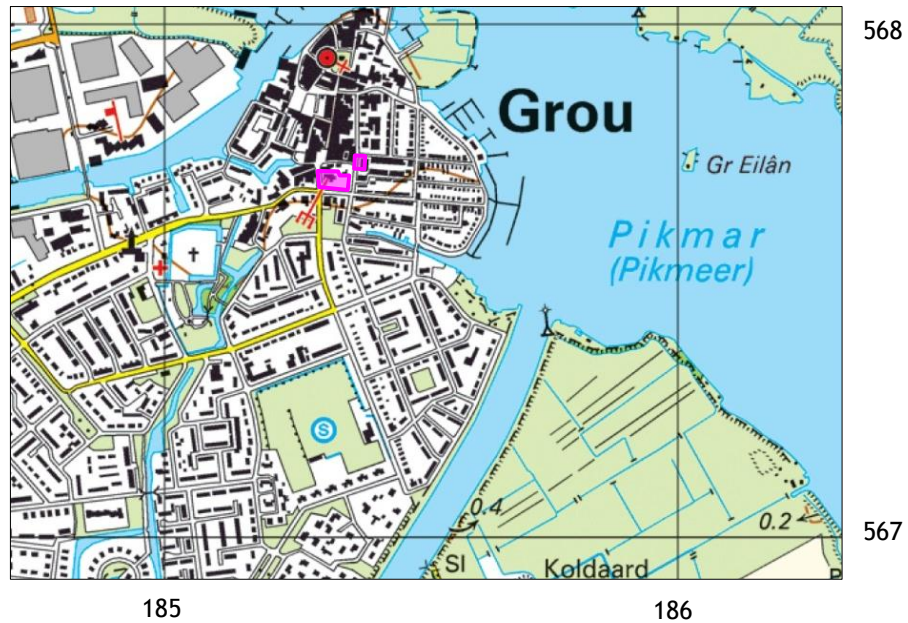 568
Grou
Gr Eilân
Pikmar
(Pikmeer)
S
0.4
0.2
567
Sl
Koldaard
P
185
186